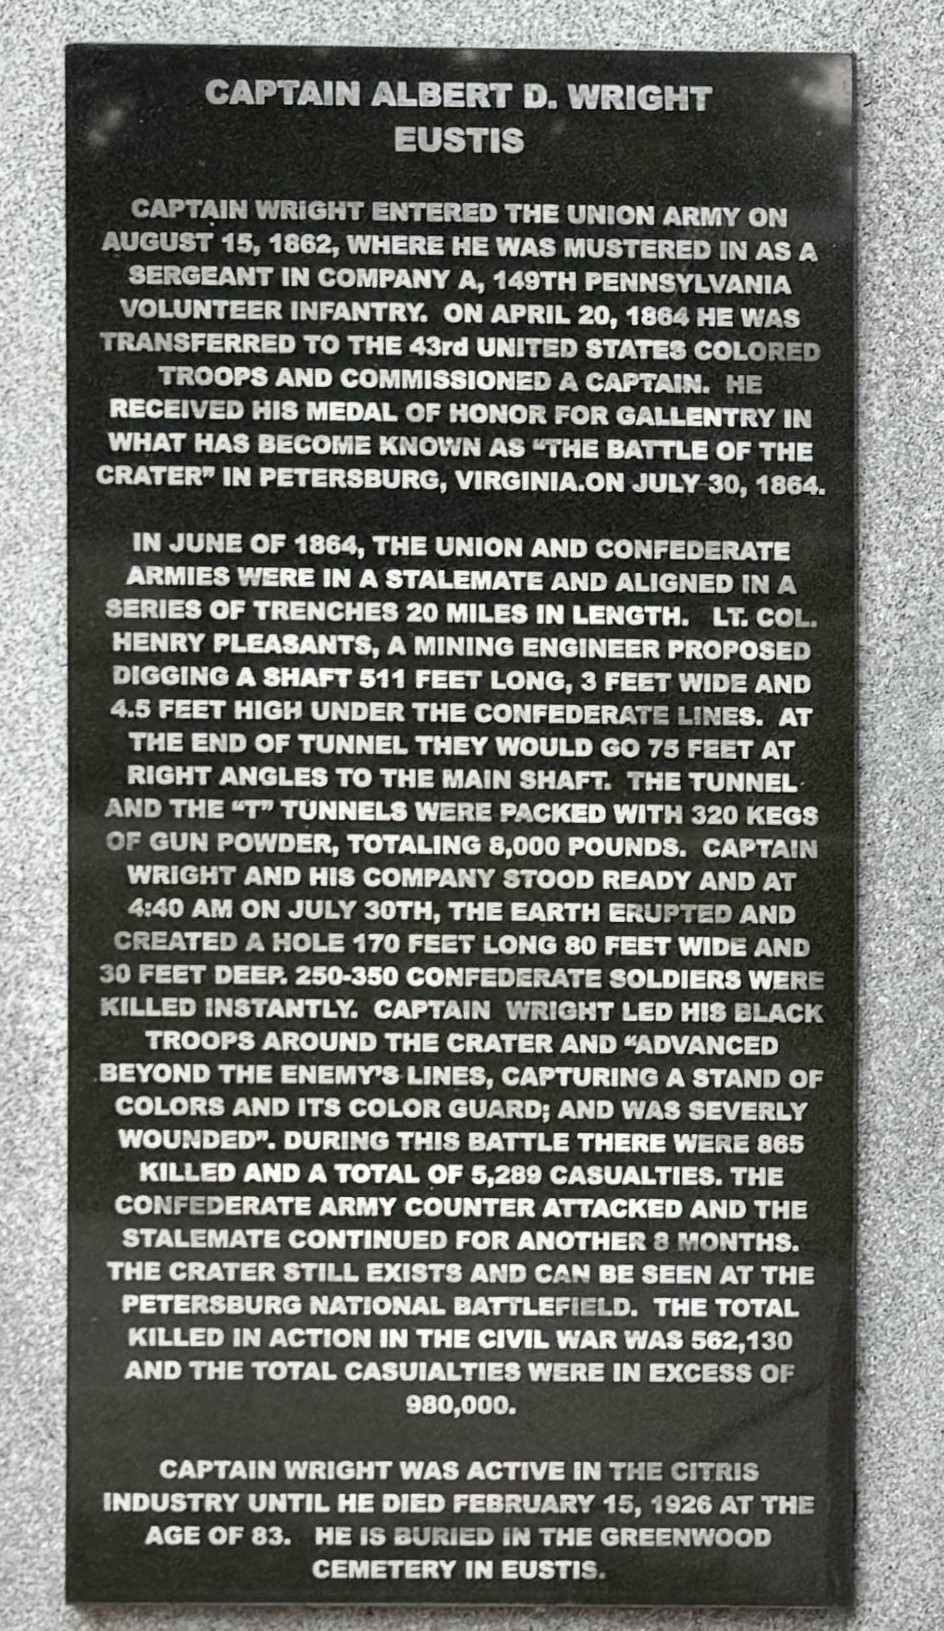 CAPTAIN ALBERT D. WRIGHT
EUSTIS
CAPTAIN WRIGHT ENTERED THE UNION ARMY ON
AUGUST 15, 1862, WHERE HE WAS MUSTERED IN AS A
SERGEANT IN COMPANY A, 149TH PENNSYLVANIA
VOLUNTEER INFANTRY. ON APRIL 20, 1864 HE WAS
TRANSFERRED TO THE 43rd UNITED STATES COLORED
TROOPS AND COMMISSIONED A CAPTAIN. HE
RECEIVED HIS MEDAL OF HONOR FOR GALLENTRY IN
WHAT HAS BECOME KNOWN AS “THE BATTLE OF THE
CRATER” IN PETERSBURG, VIRGINIA.ON JULY 30, 1864.
IN JUNE OF 1864, THE UNION AND CONFEDERATE
ARMIES WERE IN A STALEMATE AND ALIGNED IN A
SERIES OF TRENCHES 20 MILES IN LENGTH. LT. COL.
HENRY PLEASANTS, A MINING ENGINEER PROPOSED
DIGGING A SHAFT 511 FEET LONG, 3 FEET WIDE AND
4.5 FEET HIGH UNDER THE CONFEDERATE LINES. AT
THE END OF TUNNEL THEY WOULD GO 75 FEET AT
RIGHT ANGLES TO THE MAIN SHAFT. THE TUNNEL
AND THE “T” TUNNELS WERE PACKED WITH 320 KEGS
OF GUN POWDER, TOTALING 8,000 POUNDS. CAPTAIN
WRIGHT AND HIS COMPANY STOOD READY AND AT
4:40 AM ON JULY 30TH, THE EARTH ERUPTED AND
CREATED A HOLE 170 FEET LONG 80 FEET WIDE AND
30 FEET DEEP. 250-350 CONFEDERATE SOLDIERS WERE
KILLED INSTANTLY. CAPTAIN WRIGHT LED HIS BLACK
TROOPS AROUND THE CRATER AND “ADVANCED
BEYOND THE ENEMY’S LINES, CAPTURING A STAND OF
COLORS AND ITS COLOR GUARD; AND WAS SEVERLY
WOUNDED”. DURING THIS BATTLE THERE WERE 865
KILLED AND A TOTAL OF 5,289 CASUALTIES. THE
CONFEDERATE ARMY COUNTER ATTACKED AND THE
STALEMATE CONTINUED FOR ANOTHER 8 MONTHS.
THE CRATER STILL EXISTS AND CAN BE SEEN AT THE
PETERSBURG NATIONAL BATTLEFIELD. THE TOTAL
KILLED IN ACTION IN THE CIVIL WAR WAS 562,130
AND THE TOTAL CASUIALTIES WERE IN EXCESS OF
980,000.
CAPTAIN WRIGHT WAS ACTIVE IN THE CITRIS
INDUSTRY UNTIL HE DIED FEBRUARY 15, 1926 AT THE
AGE OF 83. HE IS BURIED IN THE GREENWOOD
CEMETERY IN EUSTIS.